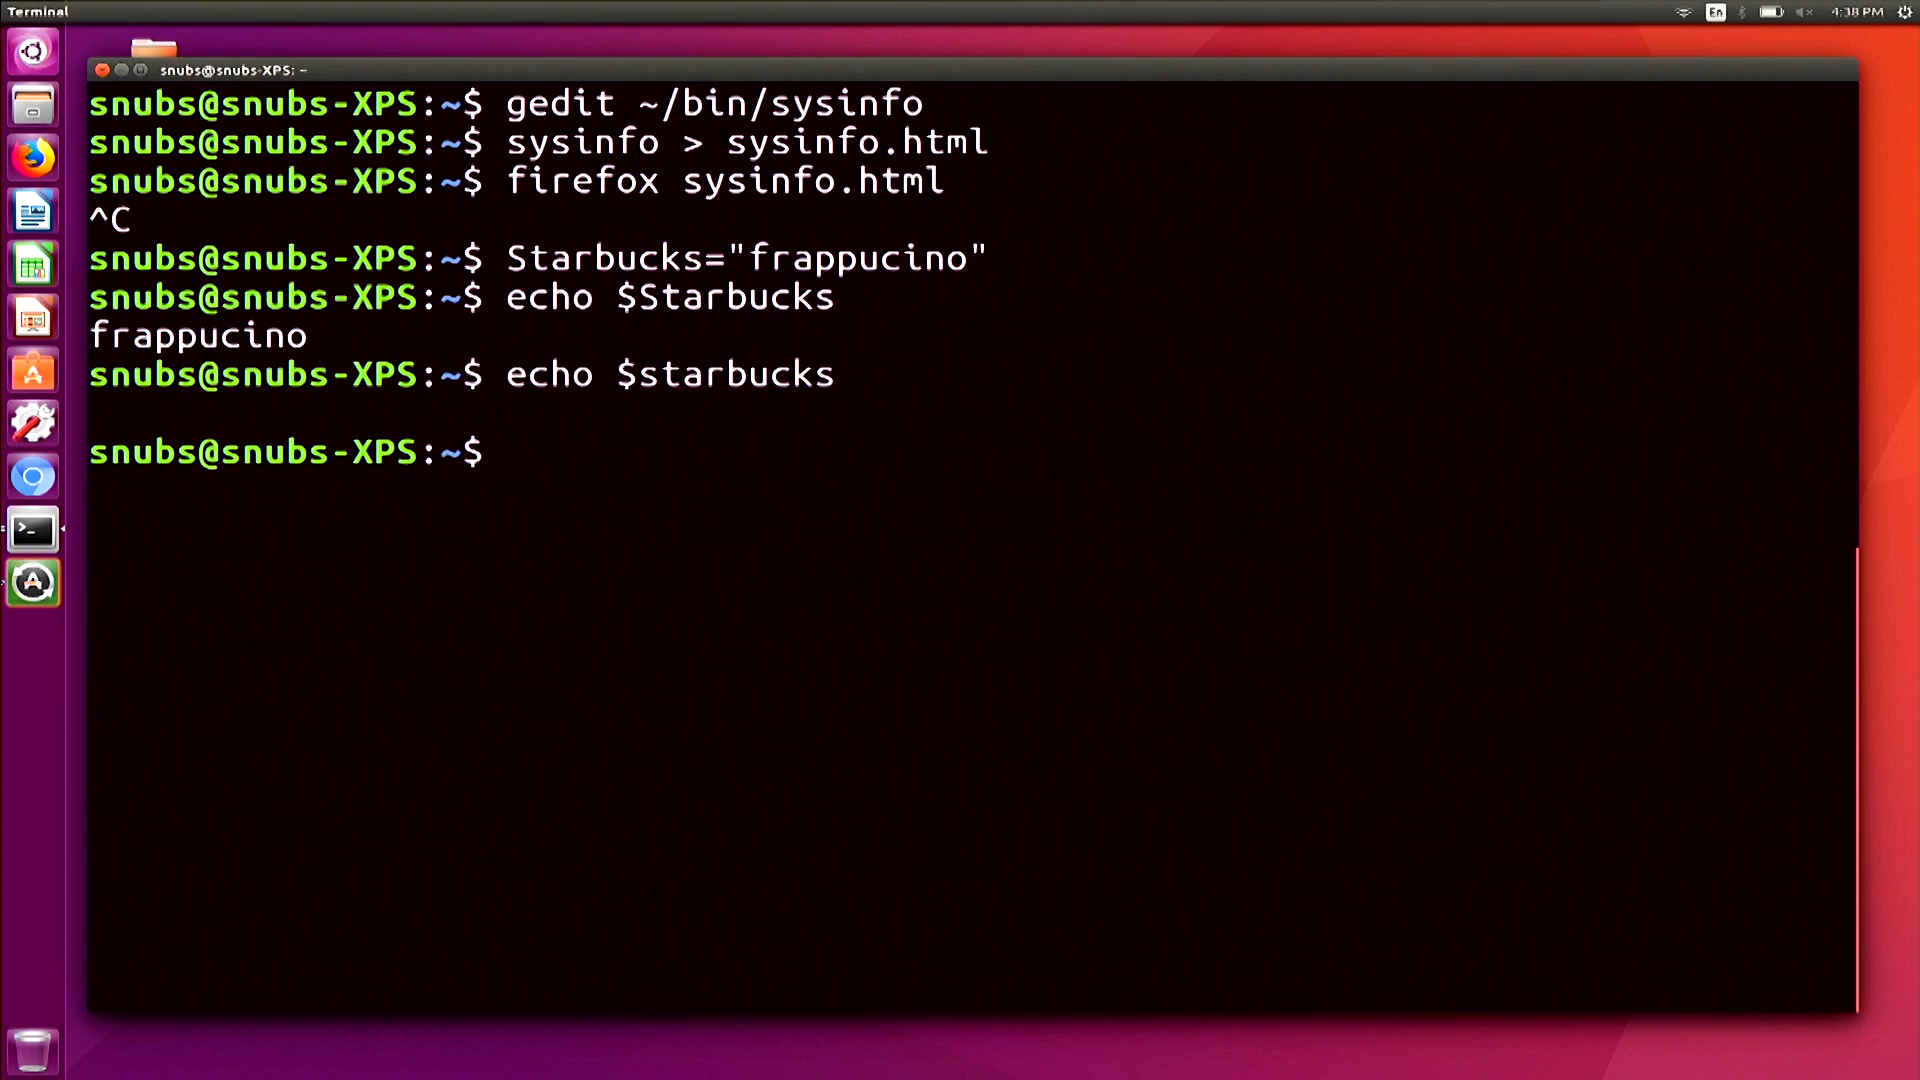 Terminal
En
4:38 PM
snubs@snubs-XPS: ~
snubs@snubs-XPS:~$ gedit ~/bin/sysinfo
snubs@snubs-XPS:~$ sysinfo > sysinfo.html
snubs@snubs-XPS:~$ firefox sysinfo.html
^C
snubs@snubs-XPS:~$ Starbucks="frappucino"
snubs@snubs-XPS:~$ echo $Starbucks
frappucino
snubs@snubs-XPS:~$ echo $starbucks
snubs@snubs-XPS:~$